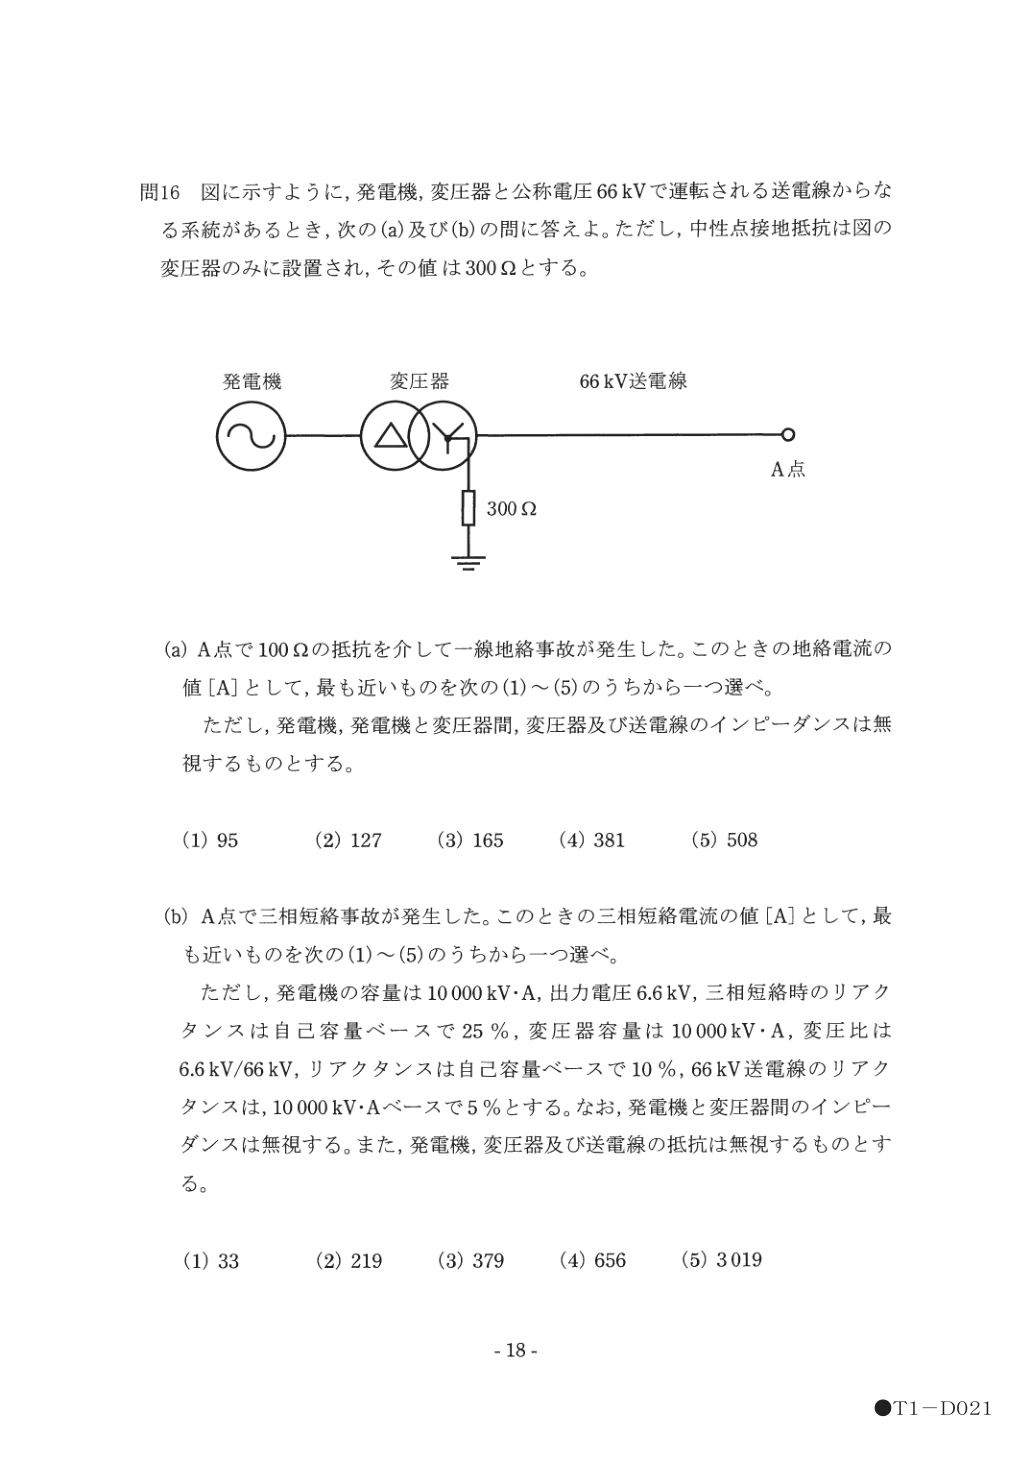 問16 図に示すように, 発電機, 変圧器と公称電圧 66 kV で運転される送電線からな
る系統があるとき, 次の(a)及び(b)の問に答えよ。ただし, 中性点接地抵抗は図の
変圧器のみに設置され, その値は 300 Ωとする。
発電機 変圧器 66 kV送電線
A点
300 Ω
(a) A点で 100 Ωの抵抗を介して一線地絡事故が発生した。このときの地絡電流の
値 [A] として, 最も近いものを次の(1)～(5)のうちから一つ選べ。
ただし, 発電機, 発電機と変圧器間, 変圧器及び送電線のインピーダンスは無
視するものとする。
(1) 95 (2) 127 (3) 165 (4) 381 (5) 508
(b) A点で三相短絡事故が発生した。このときの三相短絡電流の値 [A] として, 最
も近いものを次の(1)～(5)のうちから一つ選べ。
ただし, 発電機の容量は 10 000 kV・A, 出力電圧 6.6 kV, 三相短絡時のリアク
タンスは自己容量ベースで 25 %, 変圧器容量は 10 000 kV・A, 変圧比は
6.6 kV/66 kV, リアクタンスは自己容量ベースで 10 %, 66 kV 送電線のリアク
タンスは, 10 000 kV・A ベースで 5 %とする。なお, 発電機と変圧器間のインピー
ダンスは無視する。また, 発電機, 変圧器及び送電線の抵抗は無視するものとす
る。
(1) 33 (2) 219 (3) 379 (4) 656 (5) 3 019
- 18 -
●T1－D021